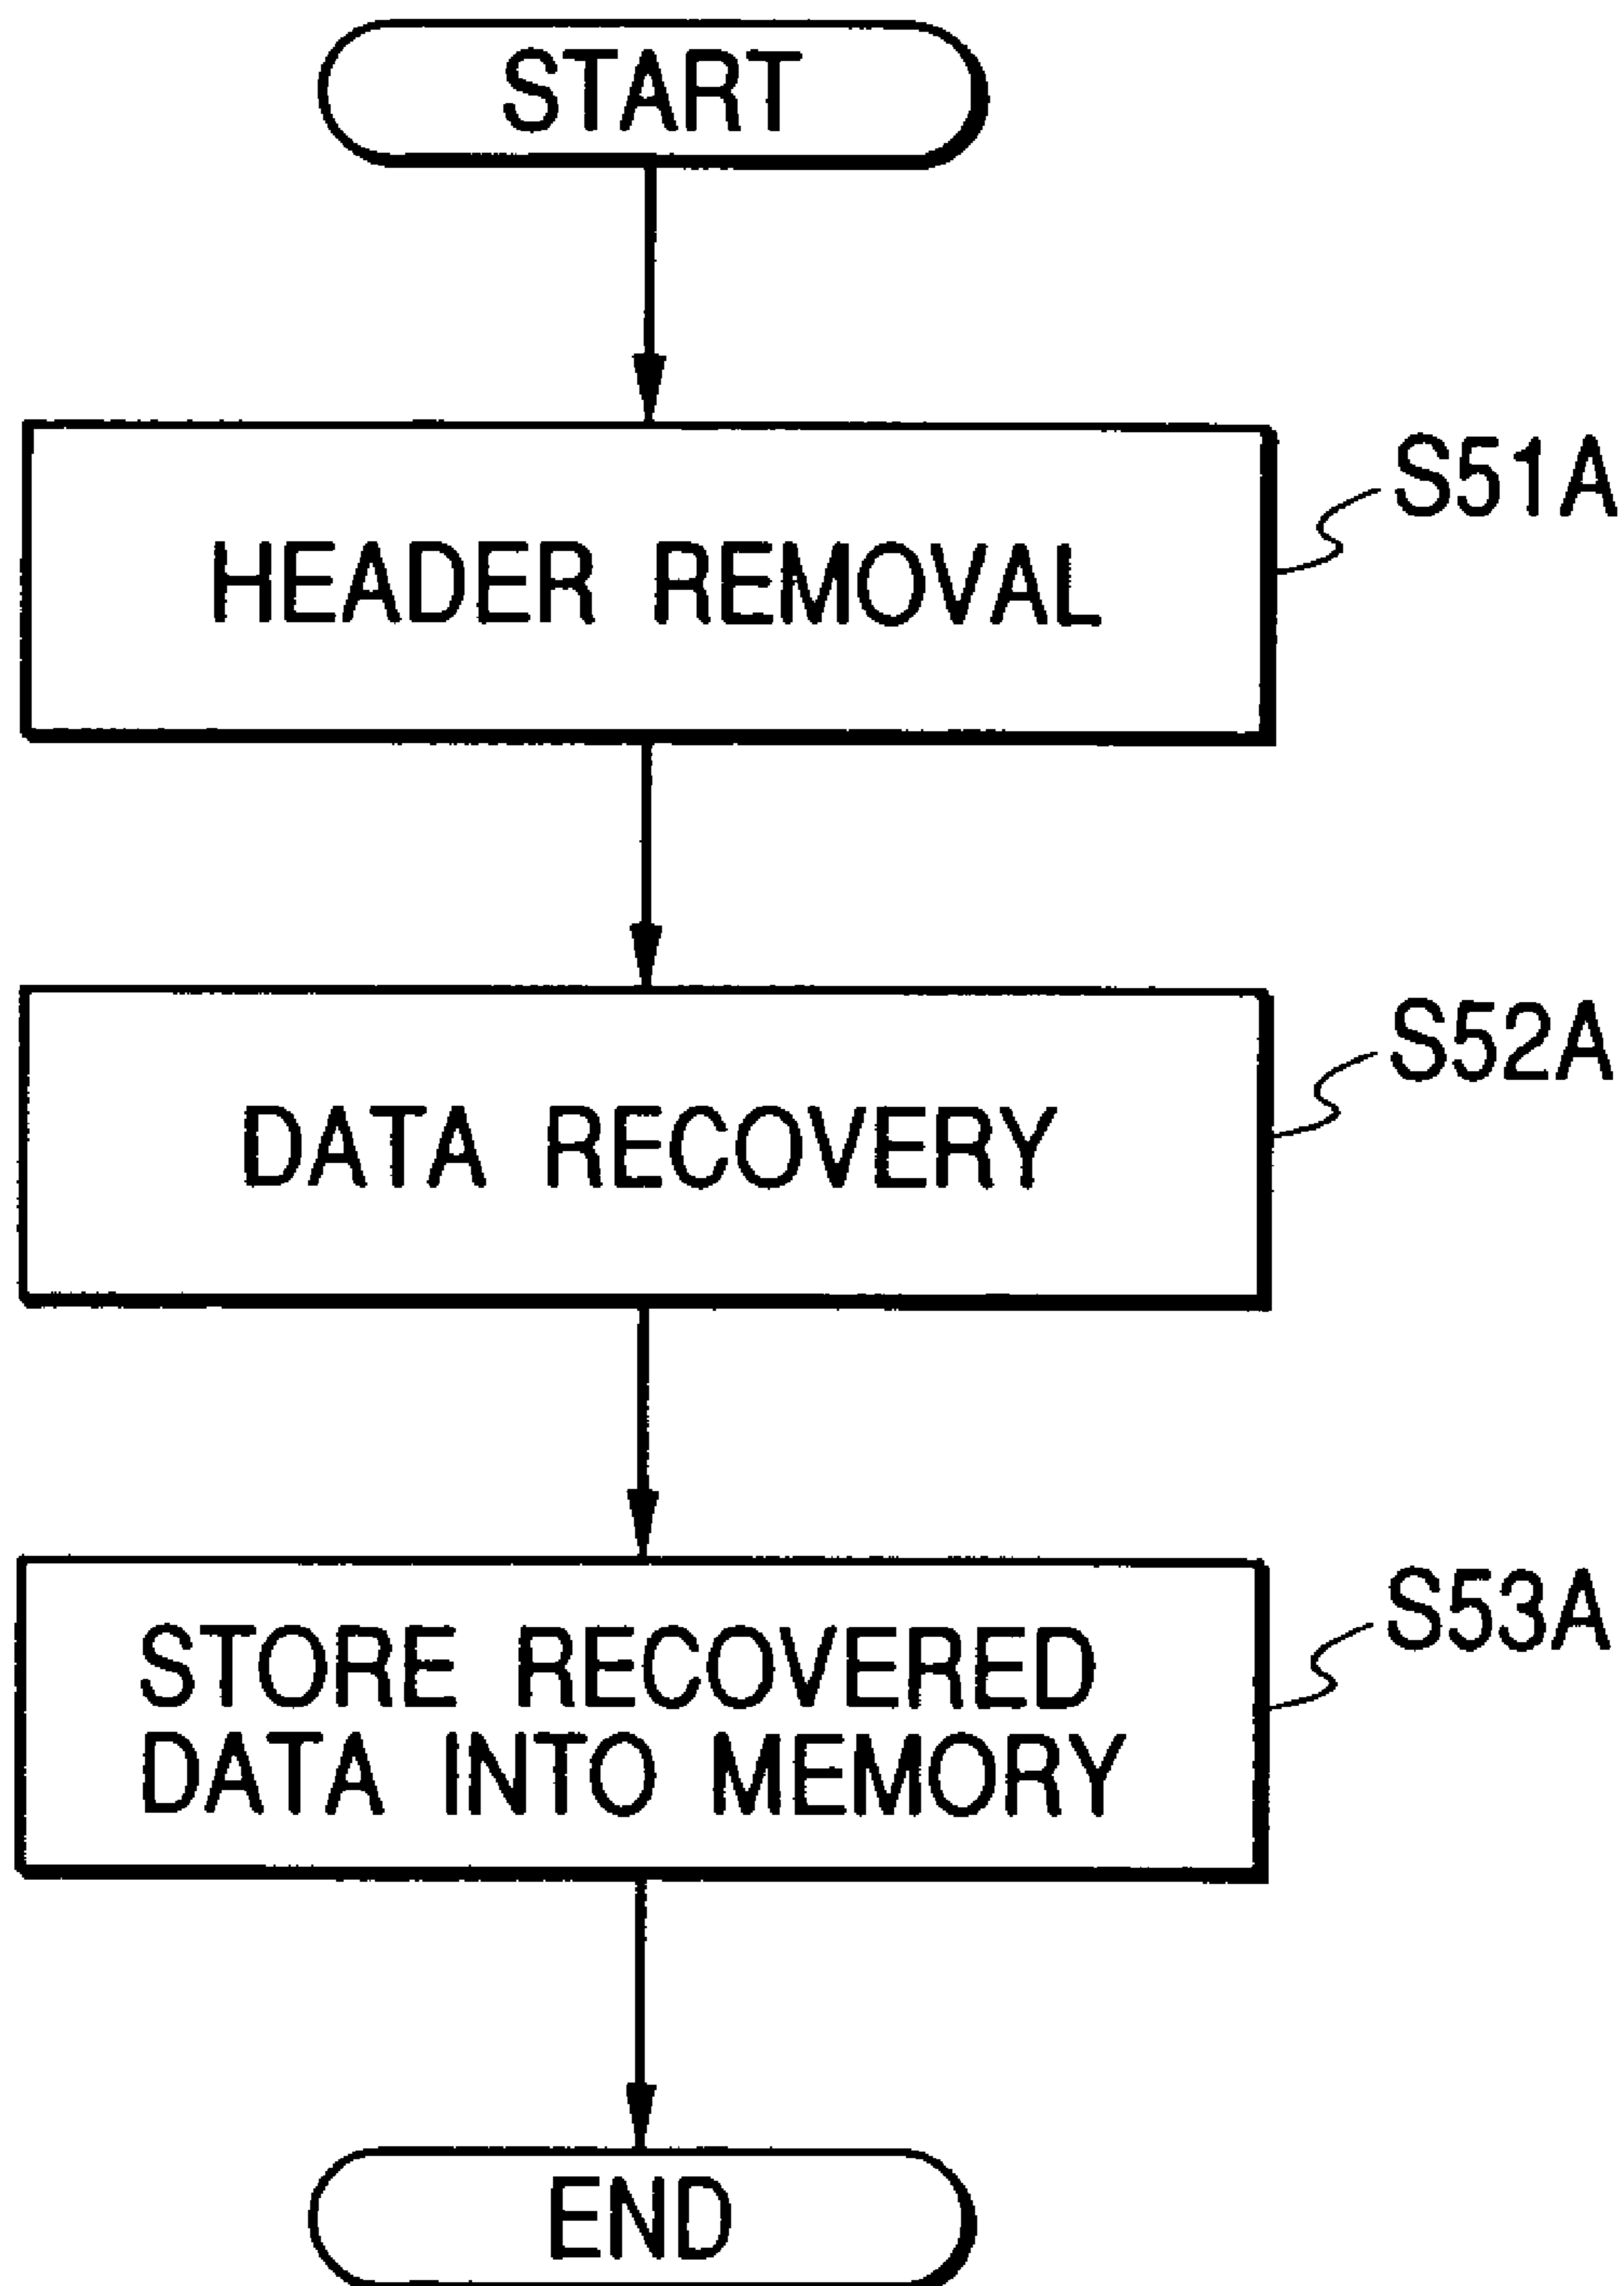 START
HEADER REMOVAL
S51A
DATA RECOVERY
S52A
STORE RECOVERED
DATA INTO MEMORY
S53A
END